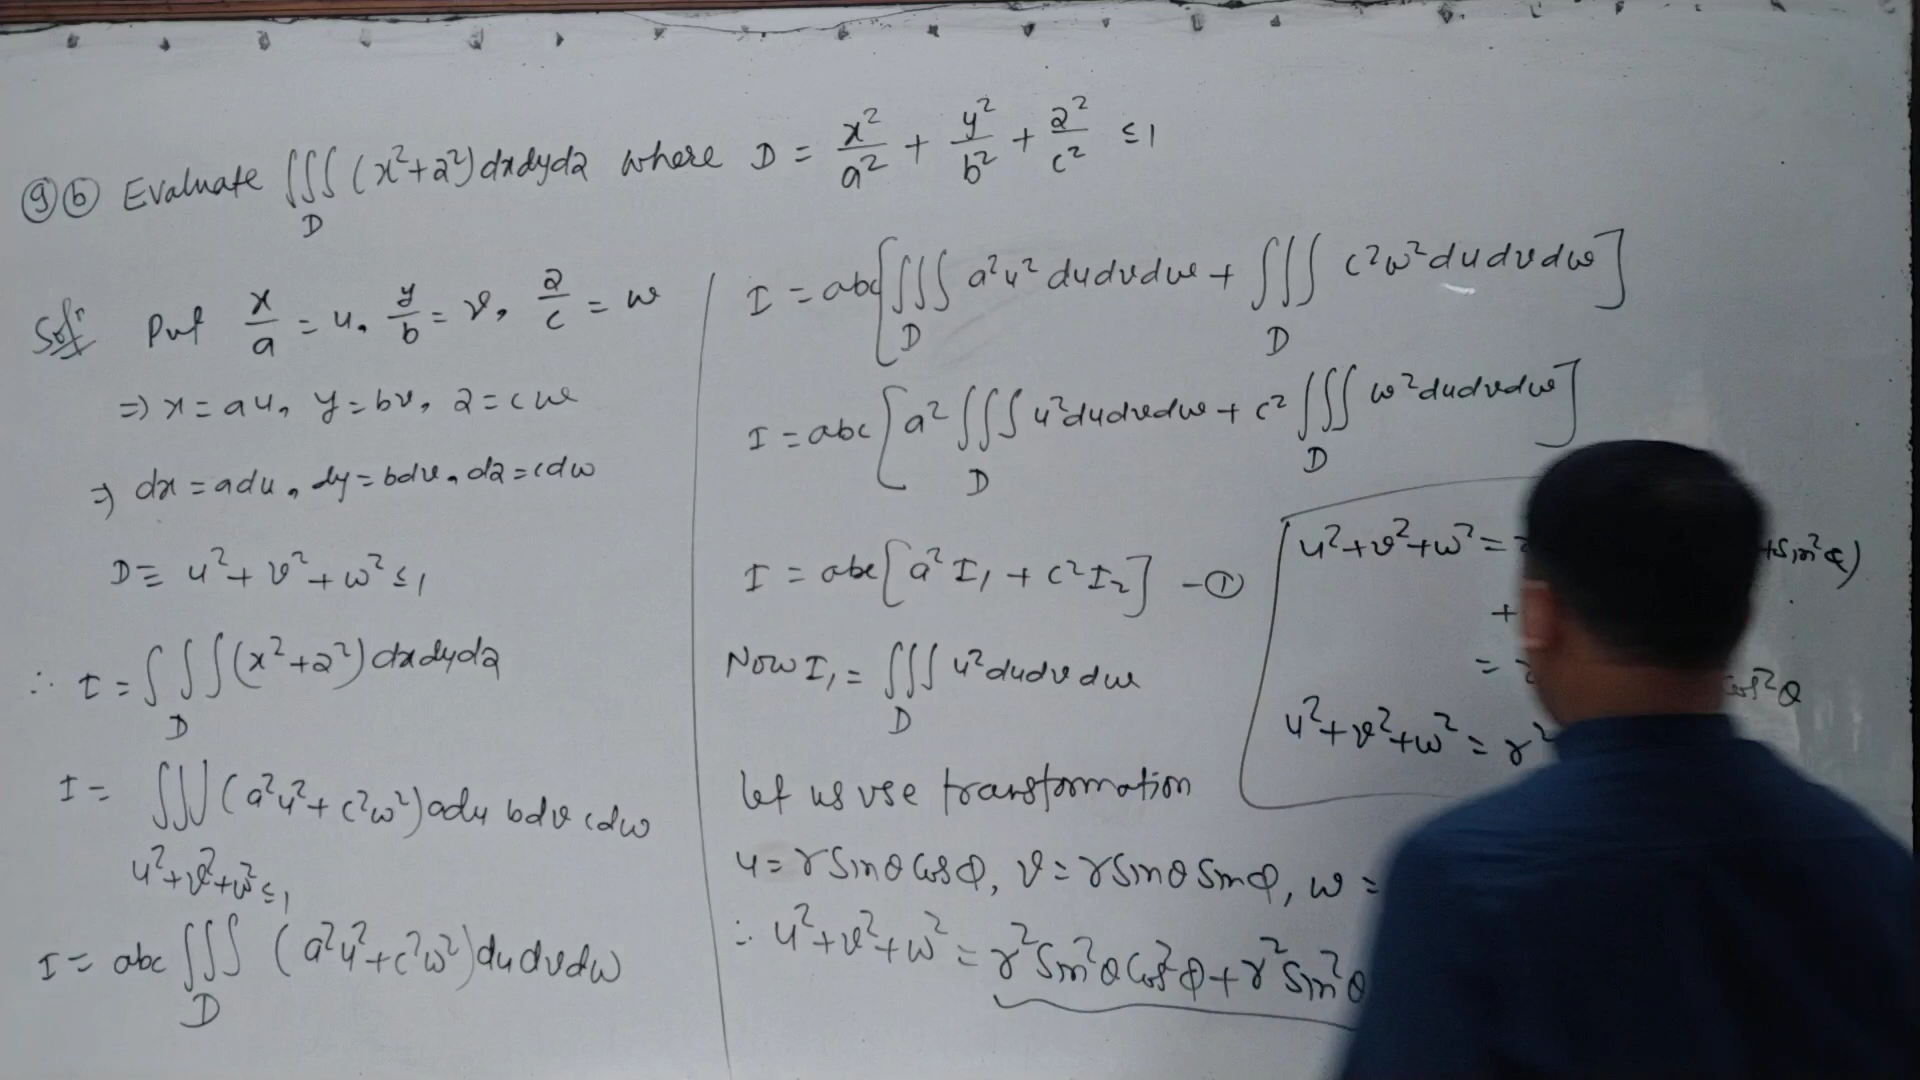 9 b Evaluate ∭_D (x²+z²) dxdydz where D = x²/a² + y²/b² + z²/c² ≤ 1
Solⁿ: Put x/a = u, y/b = v, z/c = w
⇒ x = au, y = bv, z = cw
⇒ dx = adu, dy = bdv, dz = cdw
D ≡ u² + v² + w² ≤ 1
∴ I = ∭_D (x²+z²) dxdydz
I = ∭_{u²+v²+w²≤1} (a²u² + c²w²) adu bdv cdw
I = abc ∭_D (a²u²+c²w²) dudvdw
I = abc[∭_D a²u² dudvdw + ∭_D c²w² dudvdw]
I = abc[a² ∭_D u² dudvdw + c² ∭_D w² dudvdw]
I = abc[a² I₁ + c² I₂] - ①
Now I₁ = ∭_D u² dudvdw
let us use transformation
u = r sinθ cosφ, v = r sinθ sinφ, w =
∴ u² + v² + w² = r² sin²θ cos²φ + r² sin²θ
u² + v² + w² =
+
=
cos²θ
u² + v² + w² = r²